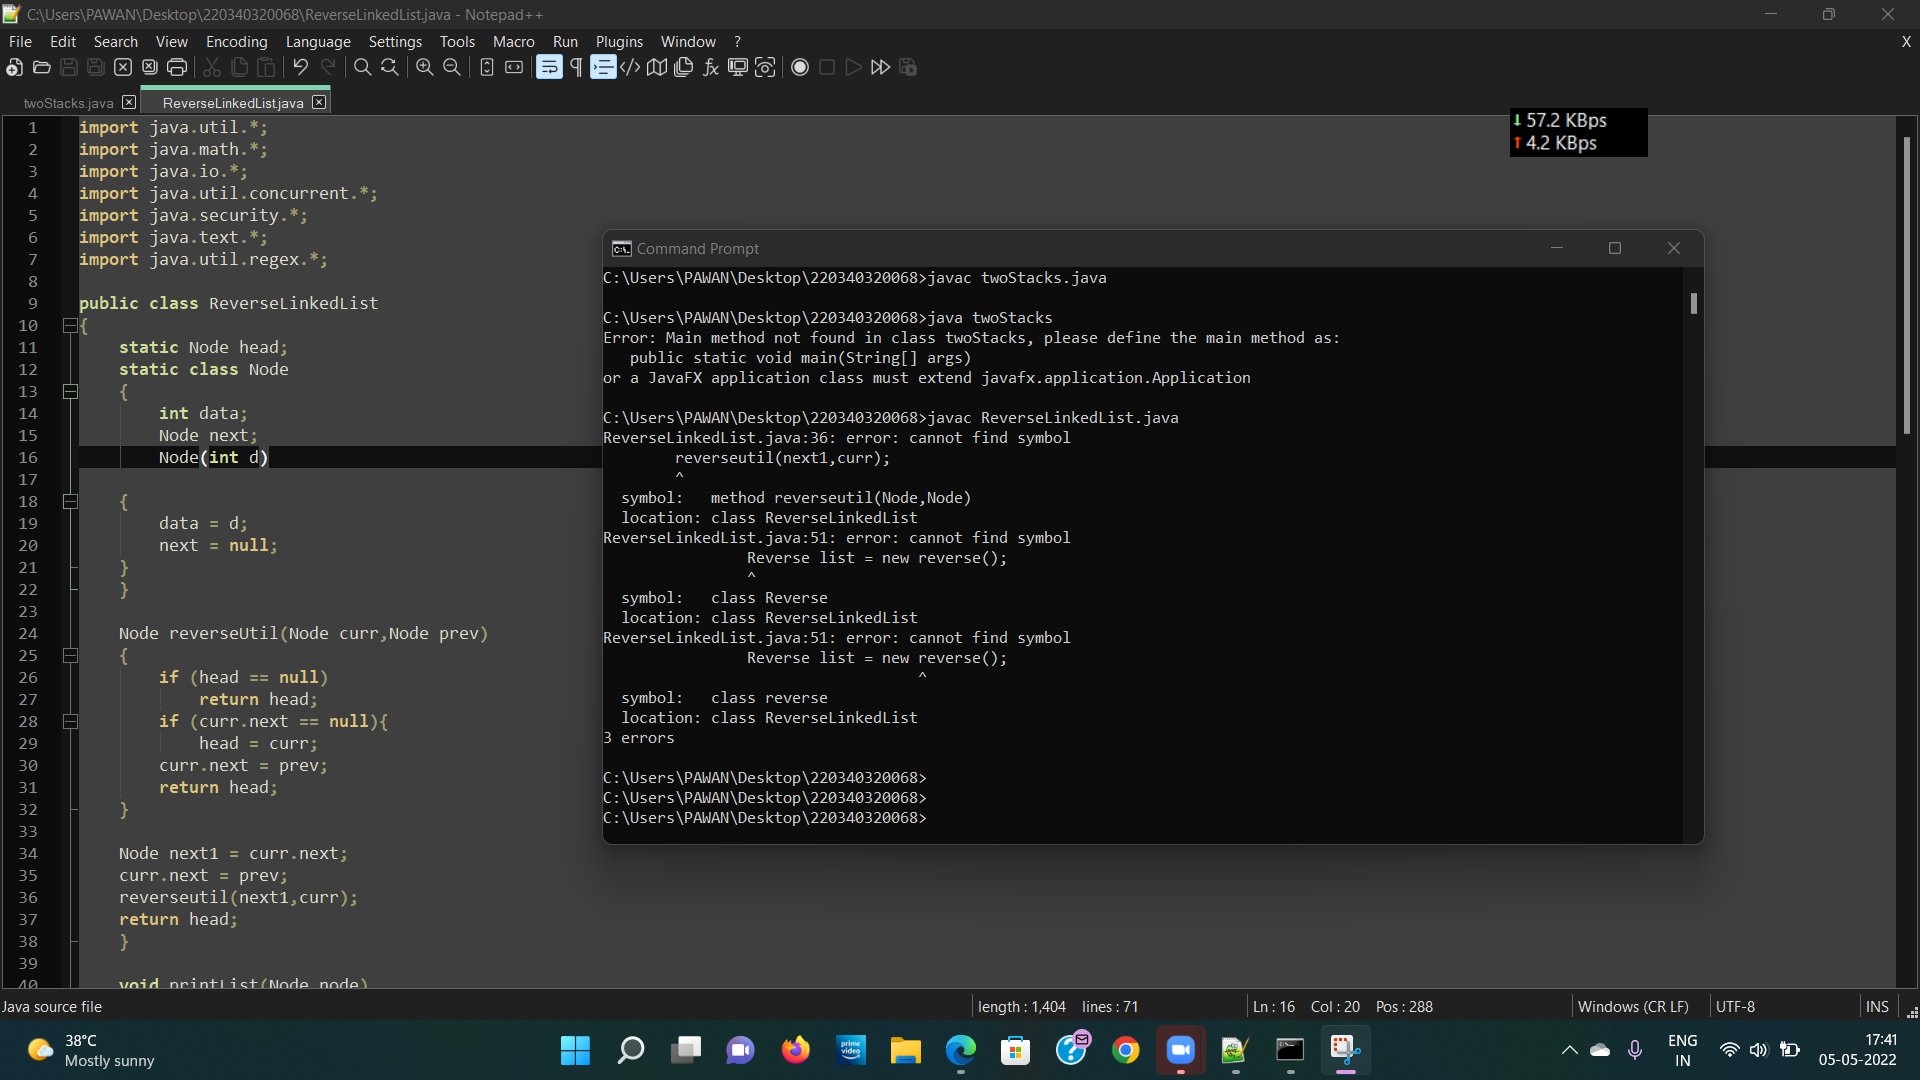 C:\Users\PAWAN\Desktop\220340320068\ReverseLinkedList.java - Notepad++
File Edit Search View Encoding Language Settings Tools Macro Run Plugins Window ? X
twoStacks.java ReverseLinkedList.java
57.2 KBps
4.2 KBps
1 import java.util.*;
2 import java.math.*;
3 import java.io.*;
4 import java.util.concurrent.*;
5 import java.security.*;
6 import java.text.*;
7 import java.util.regex.*;
8
9 public class ReverseLinkedList
10 {
11 static Node head;
12 static class Node
13 {
14 int data;
15 Node next;
16 Node(int d)
17
18 {
19 data = d;
20 next = null;
21 }
22 }
23
24 Node reverseUtil(Node curr,Node prev)
25 {
26 if (head == null)
27 return head;
28 if (curr.next == null){
29 head = curr;
30 curr.next = prev;
31 return head;
32 }
33
34 Node next1 = curr.next;
35 curr.next = prev;
36 reverseutil(next1,curr);
37 return head;
38 }
39
40 void printList(Node node)
Command Prompt
C:\Users\PAWAN\Desktop\220340320068>javac twoStacks.java
C:\Users\PAWAN\Desktop\220340320068>java twoStacks
Error: Main method not found in class twoStacks, please define the main method as:
public static void main(String[] args)
or a JavaFX application class must extend javafx.application.Application
C:\Users\PAWAN\Desktop\220340320068>javac ReverseLinkedList.java
ReverseLinkedList.java:36: error: cannot find symbol
reverseutil(next1,curr);
^
symbol: method reverseutil(Node,Node)
location: class ReverseLinkedList
ReverseLinkedList.java:51: error: cannot find symbol
Reverse list = new reverse();
^
symbol: class Reverse
location: class ReverseLinkedList
ReverseLinkedList.java:51: error: cannot find symbol
Reverse list = new reverse();
^
symbol: class reverse
location: class ReverseLinkedList
3 errors
C:\Users\PAWAN\Desktop\220340320068>
C:\Users\PAWAN\Desktop\220340320068>
C:\Users\PAWAN\Desktop\220340320068>
Java source file length : 1,404 lines : 71 Ln : 16 Col : 20 Pos : 288 Windows (CR LF) UTF-8 INS
38°C
Mostly sunny
prime video
ENG
IN
17:41
05-05-2022